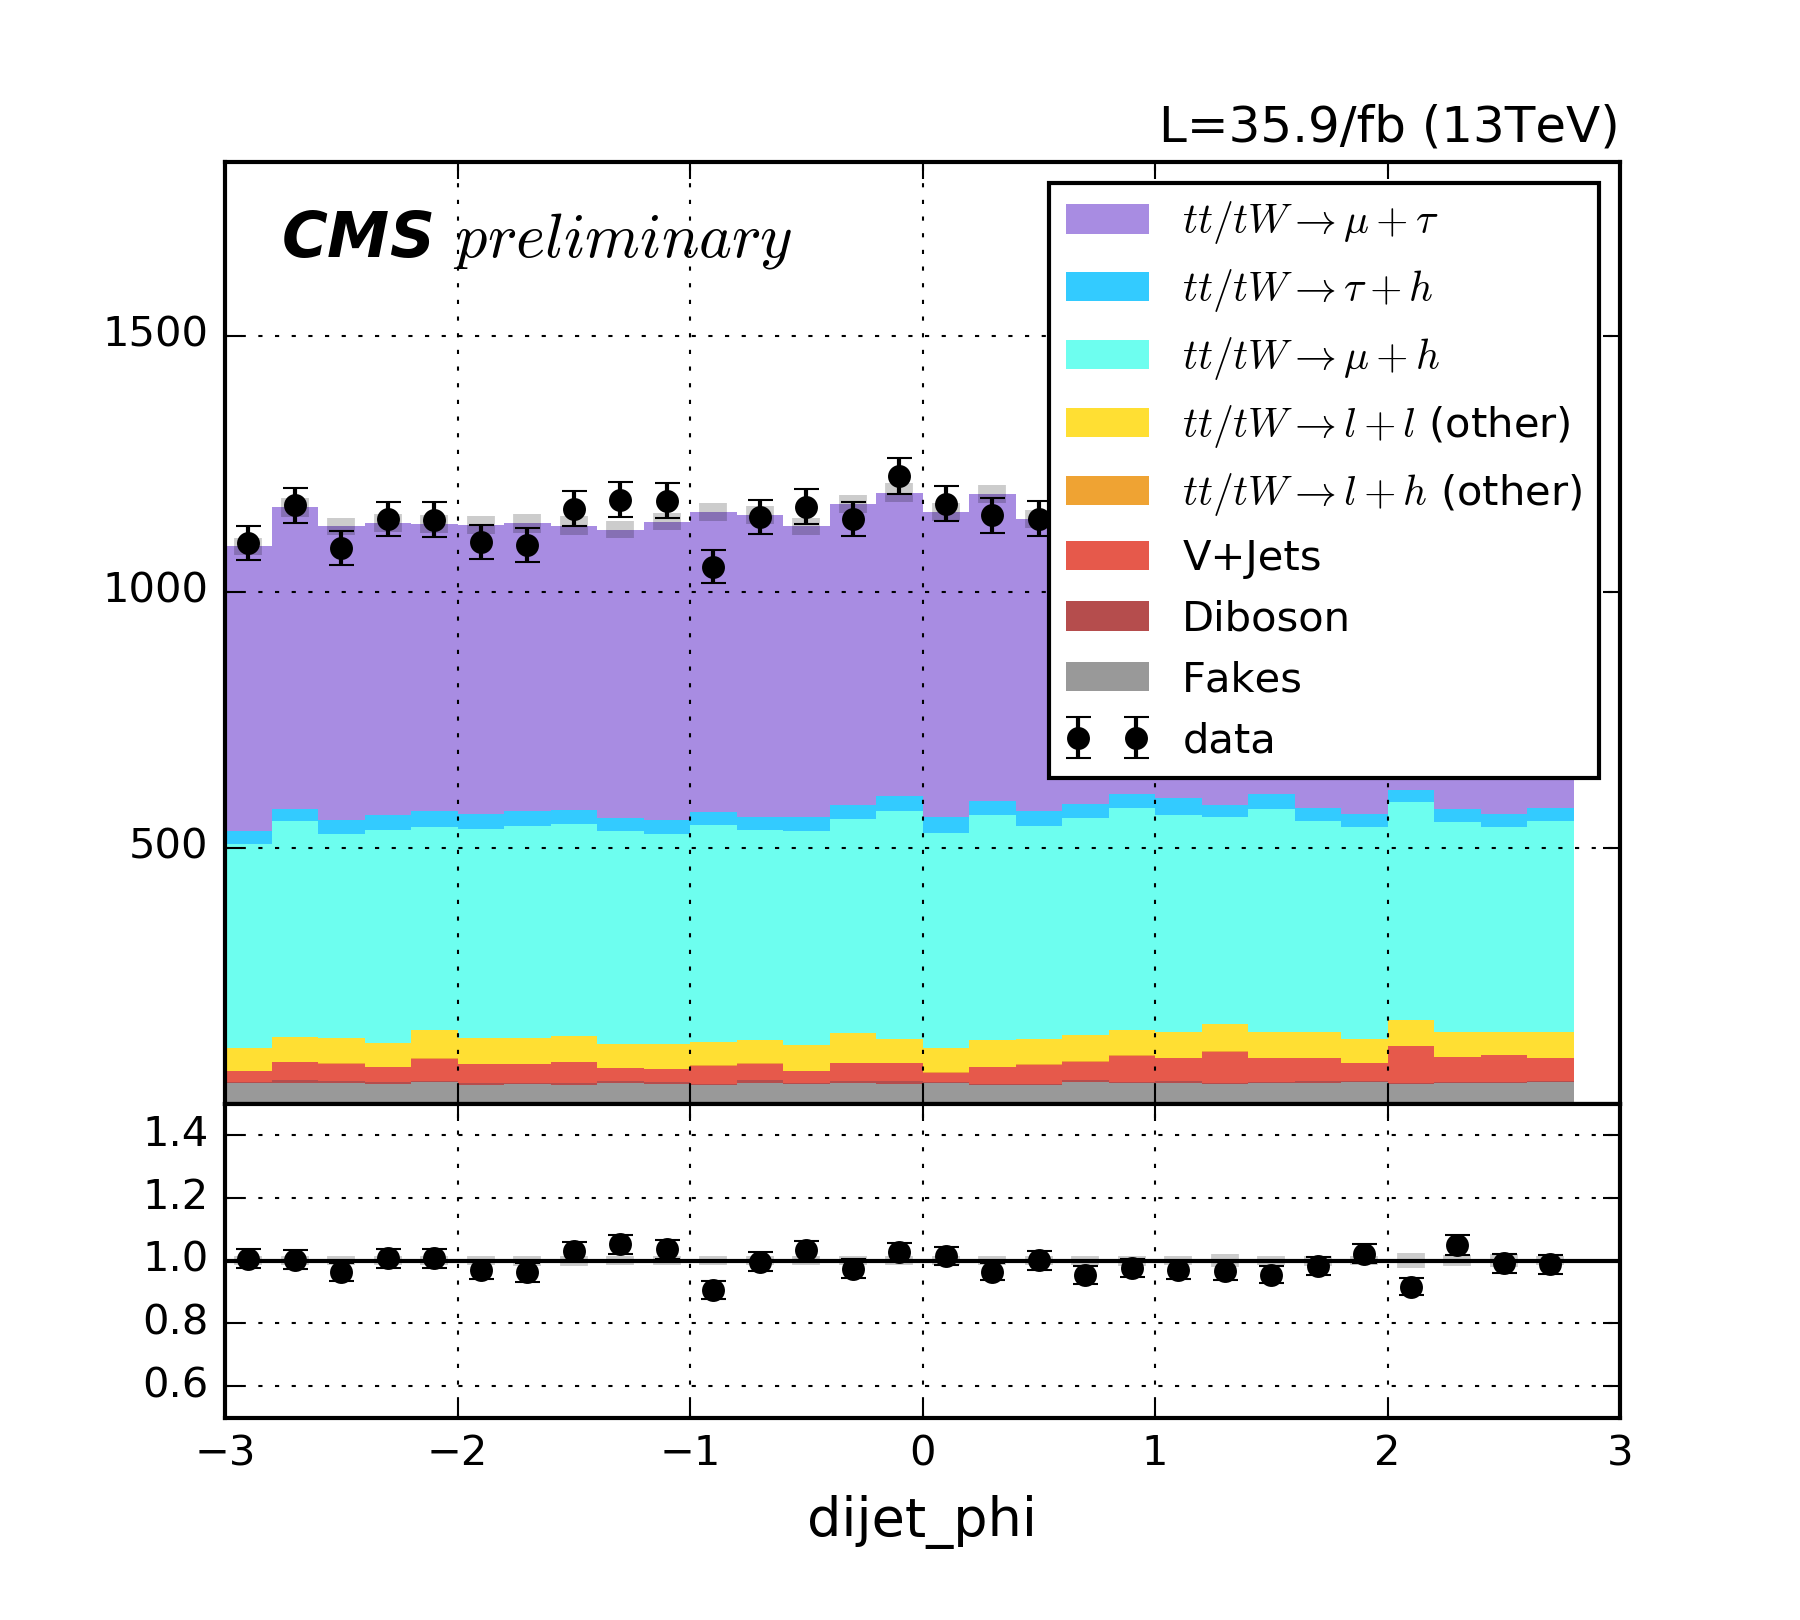 L=35.9/fb (13TeV)
CMS preliminary
tt/tW→μ+τ
tt/tW→τ+h
tt/tW→μ+h
tt/tW→l+l (other)
tt/tW→l+h (other)
V+Jets
Diboson
Fakes
data
1500
1000
500
1.4
1.2
1.0
0.8
0.6
−3 −2 −1 0 1 2 3
dijet_phi